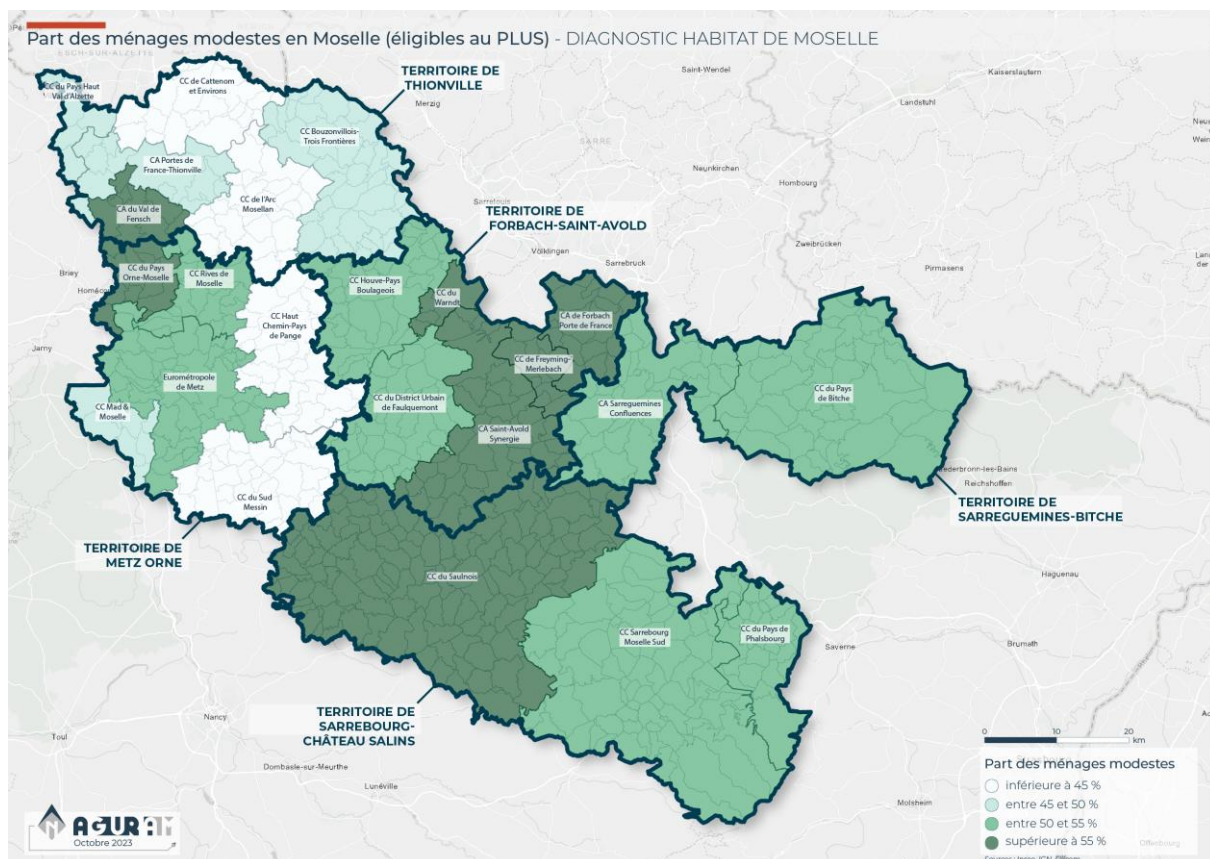 Part des ménages modestes en Moselle (éligibles au PLUS) - DIAGNOSTIC HABITAT DE MOSELLE
ESCH-SUR-ALZETTE
Saint-Wendel
Kaiserslautern
CC de Cattenom
et Environs
TERRITOIRE DE
THIONVILLE
CC du Pays Haut
Val d'Alzette
Merzig
Landstuhl
CC Bouzonvillois-
Trois Frontières
SARRE
CA Portes de
France-Thionville
Neunkirchen
Hombourg
CC de l'Arc
Mosellan
CA du Val de
Fensch
Sarrelouis
TERRITOIRE DE
FORBACH-SAINT-AVOLD
Zweibrücken
Völklingen
Sarrebruck
Pirmasens
Briey
CC du Pays
Orne-Moselle
CC Rives de
Moselle
CC Houve-Pays
Boulageois
CC du
Warndt
CC Haut
Chemin-Pays
de Pange
CA de Forbach
Porte de France
Jarny
CC de Freyming-
Merlebach
Eurométropole
de Metz
CC du Pays
de Bitche
CC du District Urbain
de Faulquemont
CA Sarreguemines
Confluences
CC Mad &
Moselle
CA Saint-Avold
Synergie
Reichshoffen
CC du Sud
Messin
TERRITOIRE DE
SARREGUEMINES-BITCHE
TERRITOIRE DE
METZ ORNE
CC du Saulnois
Haguenau
CC Sarrebourg
Moselle Sud
CC du Pays de
Phalsbourg
Saverne
Brumath
TERRITOIRE DE
SARREBOURG-
CHÂTEAU SALINS
Nancy
Toul
0 10 20
km
Dombasle-sur-Meurthe
Lunéville
Part des ménages modestes
inférieure à 45 %
entre 45 et 50 %
entre 50 et 55 %
supérieure à 55 %
Molsheim
Offenbourg
N AGURAM
Octobre 2023